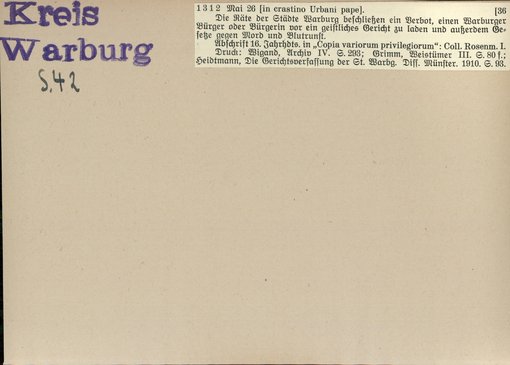 Kreis
Warburg
S. 42
1312 Mai 26 [in crastino Urbani pape]. [36
Die Räte der Städte Warburg beschließen ein Verbot, einen Warburger
Bürger oder Bürgerin vor ein geistliches Gericht zu laden und außerdem Ge-
setze gegen Mord und Blutrunst.
Abschrift 16. Jahrhdts. in „Copia variorum privilegiorum“: Coll. Rosenm. I.
Druck: Wigand, Archiv IV. S. 293; Grimm, Weistümer III. S. 80 f.;
Heidtmann, Die Gerichtsverfassung der St. Warbg. Diss. Münster. 1910. S. 93.